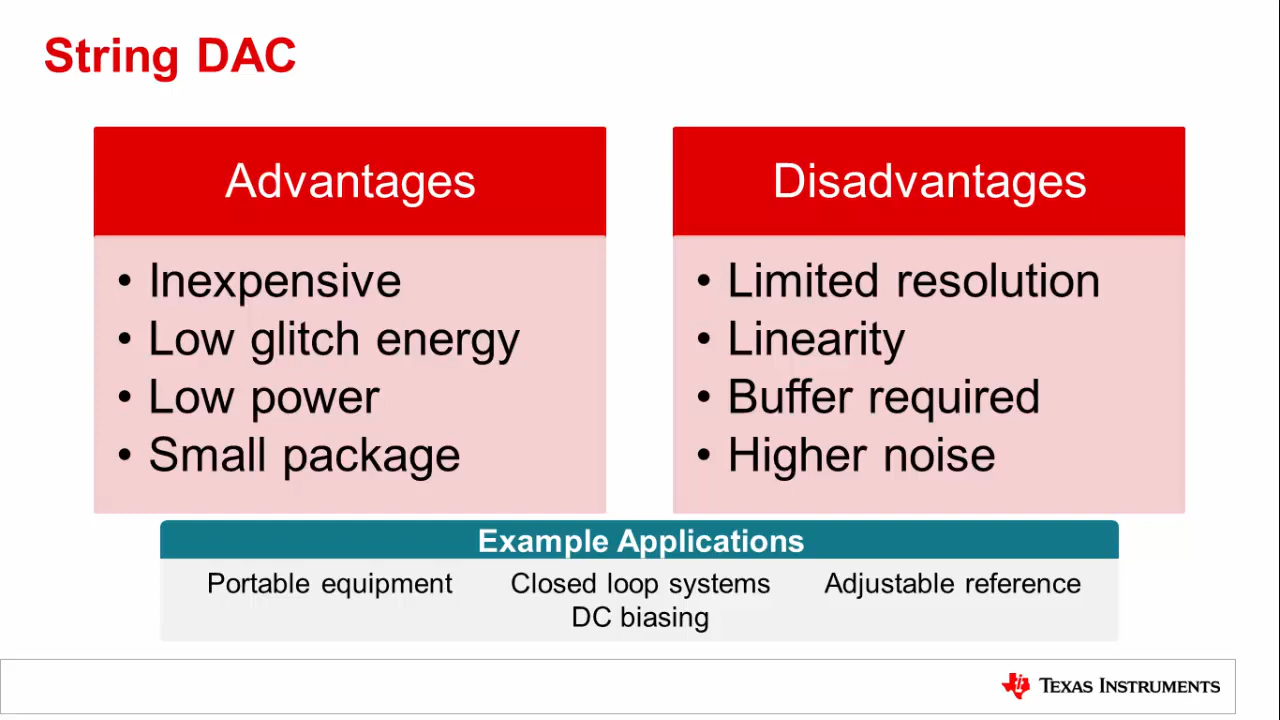 String DAC
Advantages
• Inexpensive
• Low glitch energy
• Low power
• Small package
Disadvantages
• Limited resolution
• Linearity
• Buffer required
• Higher noise
Example Applications
Portable equipment
Closed loop systems
Adjustable reference
DC biasing
TEXAS INSTRUMENTS